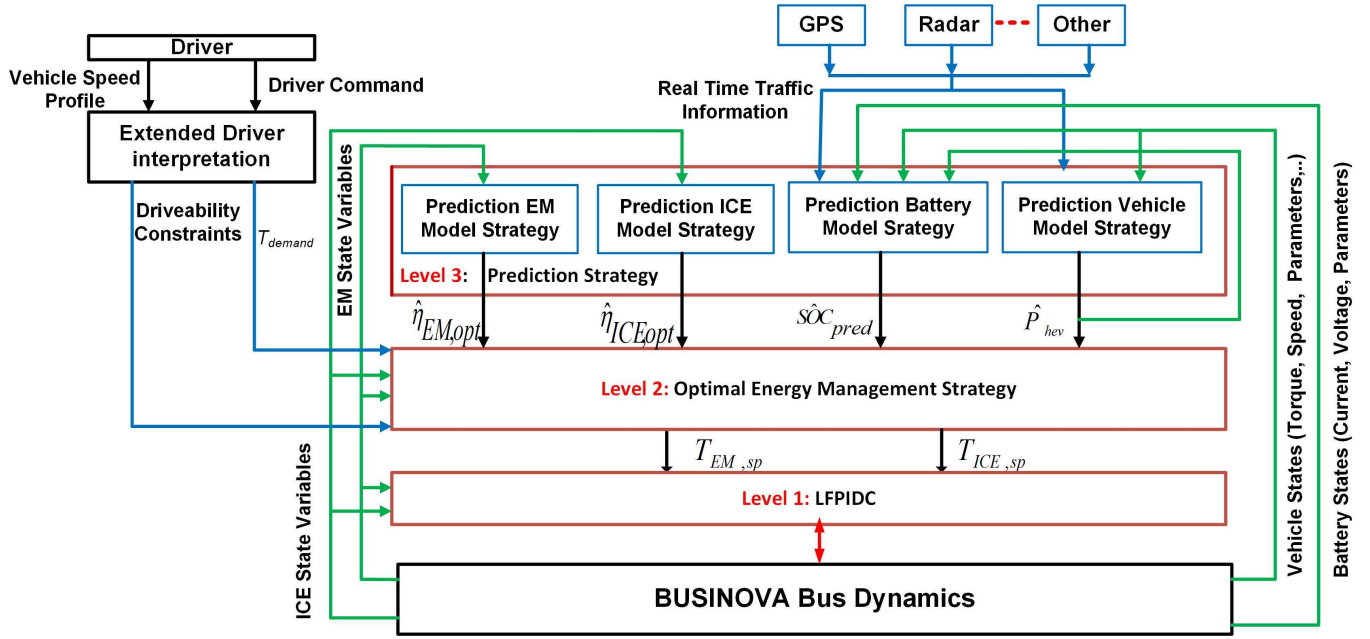 Driver
Vehicle Speed
Profile
Driver Command
Extended Driver
interpretation
Driveability
Constraints
T_demand
GPS
Radar
Other
Real Time Traffic
Information
EM State Variables
ICE State Variables
Prediction EM
Model Strategy
Prediction ICE
Model Strategy
Prediction Battery
Model Srategy
Prediction Vehicle
Model Strategy
Level 3: Prediction Strategy
η̂_EM,opt
η̂_ICE,opt
SÔC_pred
P̂_hev
Level 2: Optimal Energy Management Strategy
T_EM,sp
T_ICE,sp
Level 1: LFPIDC
BUSINOVA Bus Dynamics
Vehicle States (Torque, Speed, Parameters,..)
Battery States (Current, Voltage, Parameters)